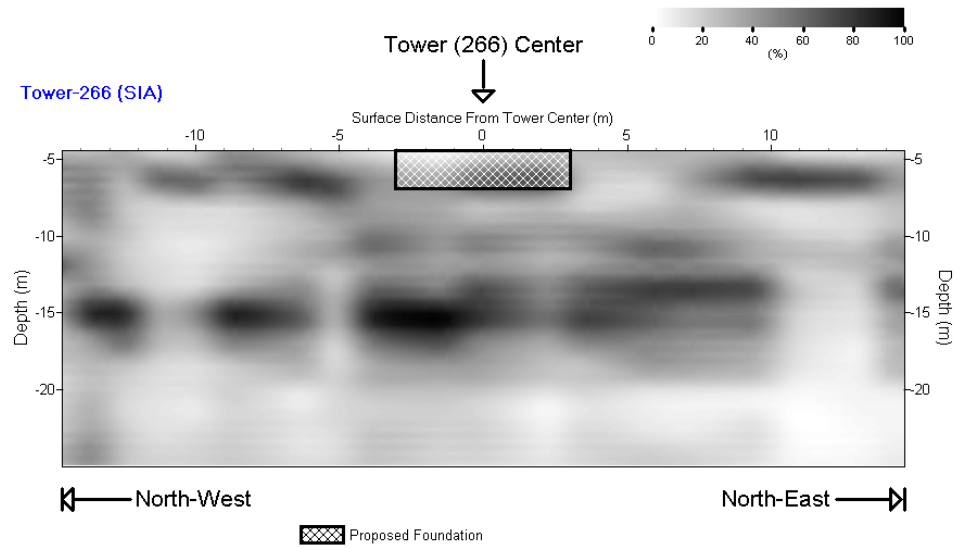 0 20 40 60 80 100
(%)
Tower (266) Center
Tower-266 (SIA)
Surface Distance From Tower Center (m)
-10 -5 0 5 10
-5 -5
-10 -10
-15 -15
-20 -20
Depth (m)
Depth (m)
North-West North-East
Proposed Foundation